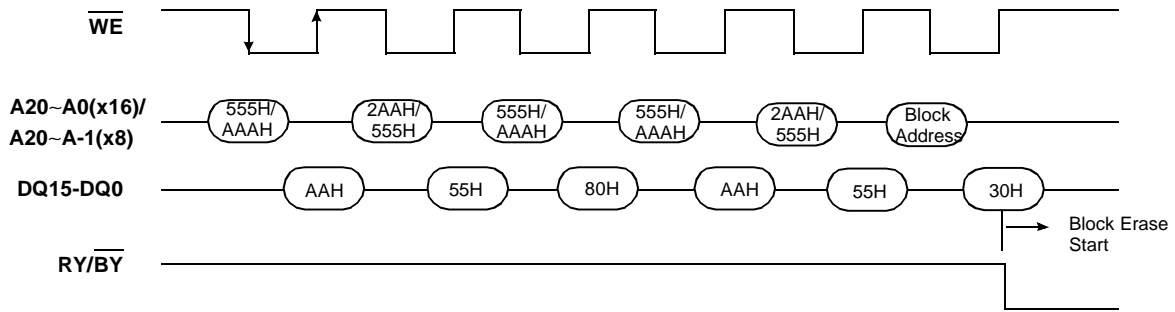 WE
A20~A0(x16)/
A20~A-1(x8)
555H/
AAAH
2AAH/
555H
555H/
AAAH
555H/
AAAH
2AAH/
555H
Block
Address
DQ15-DQ0
AAH
55H
80H
AAH
55H
30H
Block Erase
Start
RY/BY